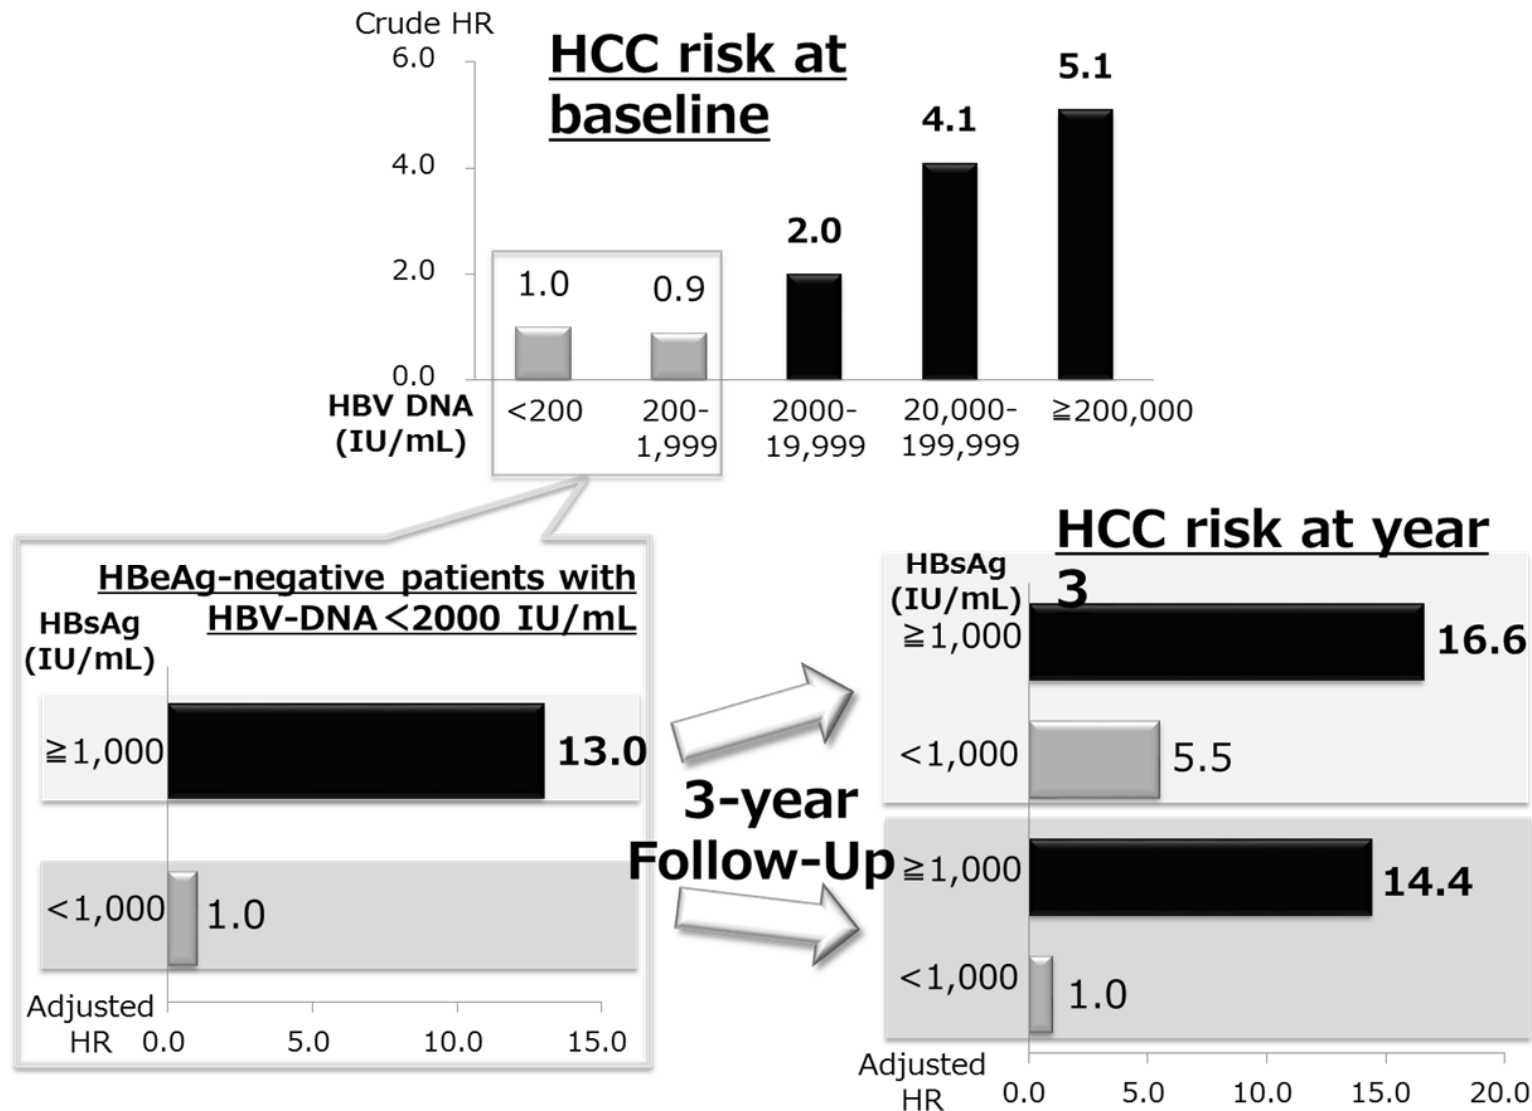 Crude HR
HCC risk at
baseline
6.0
4.0
2.0
0.0
1.0
0.9
2.0
4.1
5.1
HBV DNA
(IU/mL)
<200
200-
1,999
2000-
19,999
20,000-
199,999
≧200,000
HBeAg-negative patients with
HBV-DNA<2000 IU/mL
HBsAg
(IU/mL)
≧1,000
13.0
<1,000
1.0
Adjusted
HR
0.0
5.0
10.0
15.0
3-year
Follow-Up
HCC risk at year
3
HBsAg
(IU/mL)
≧1,000
16.6
<1,000
5.5
≧1,000
14.4
<1,000
1.0
Adjusted
HR
0.0
5.0
10.0
15.0
20.0